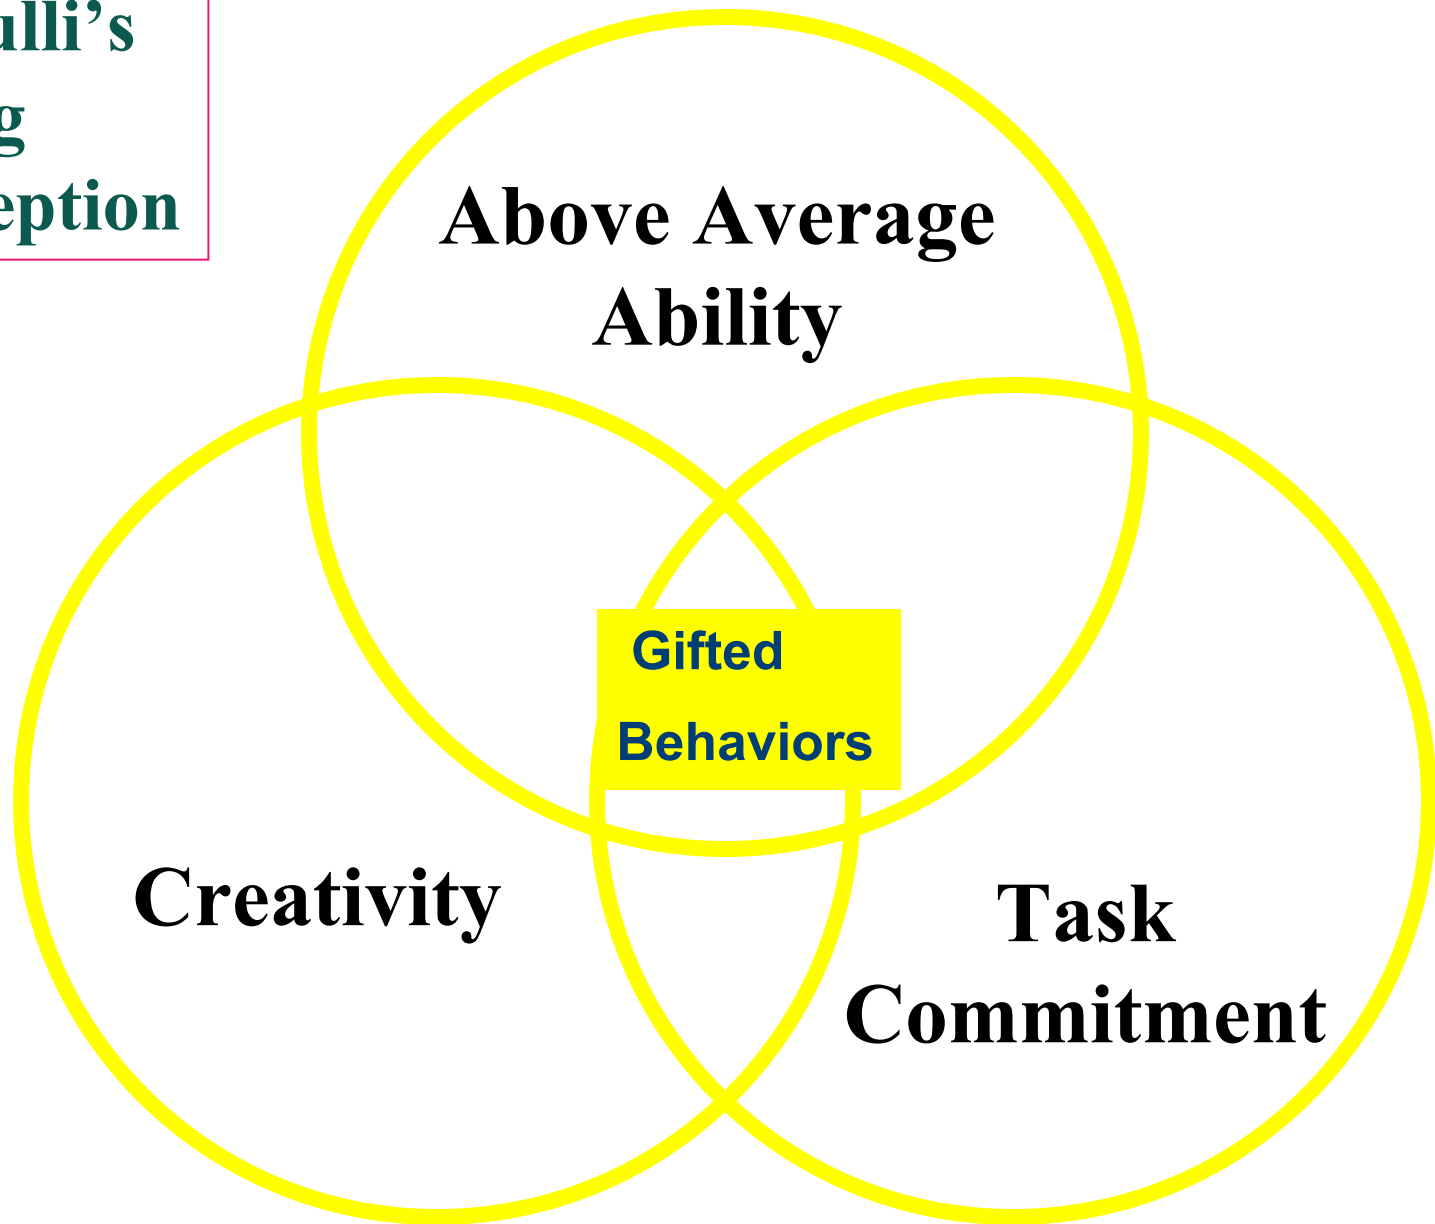 ulli’s
g
eption
Above Average
Ability
Gifted
Behaviors
Creativity
Task
Commitment